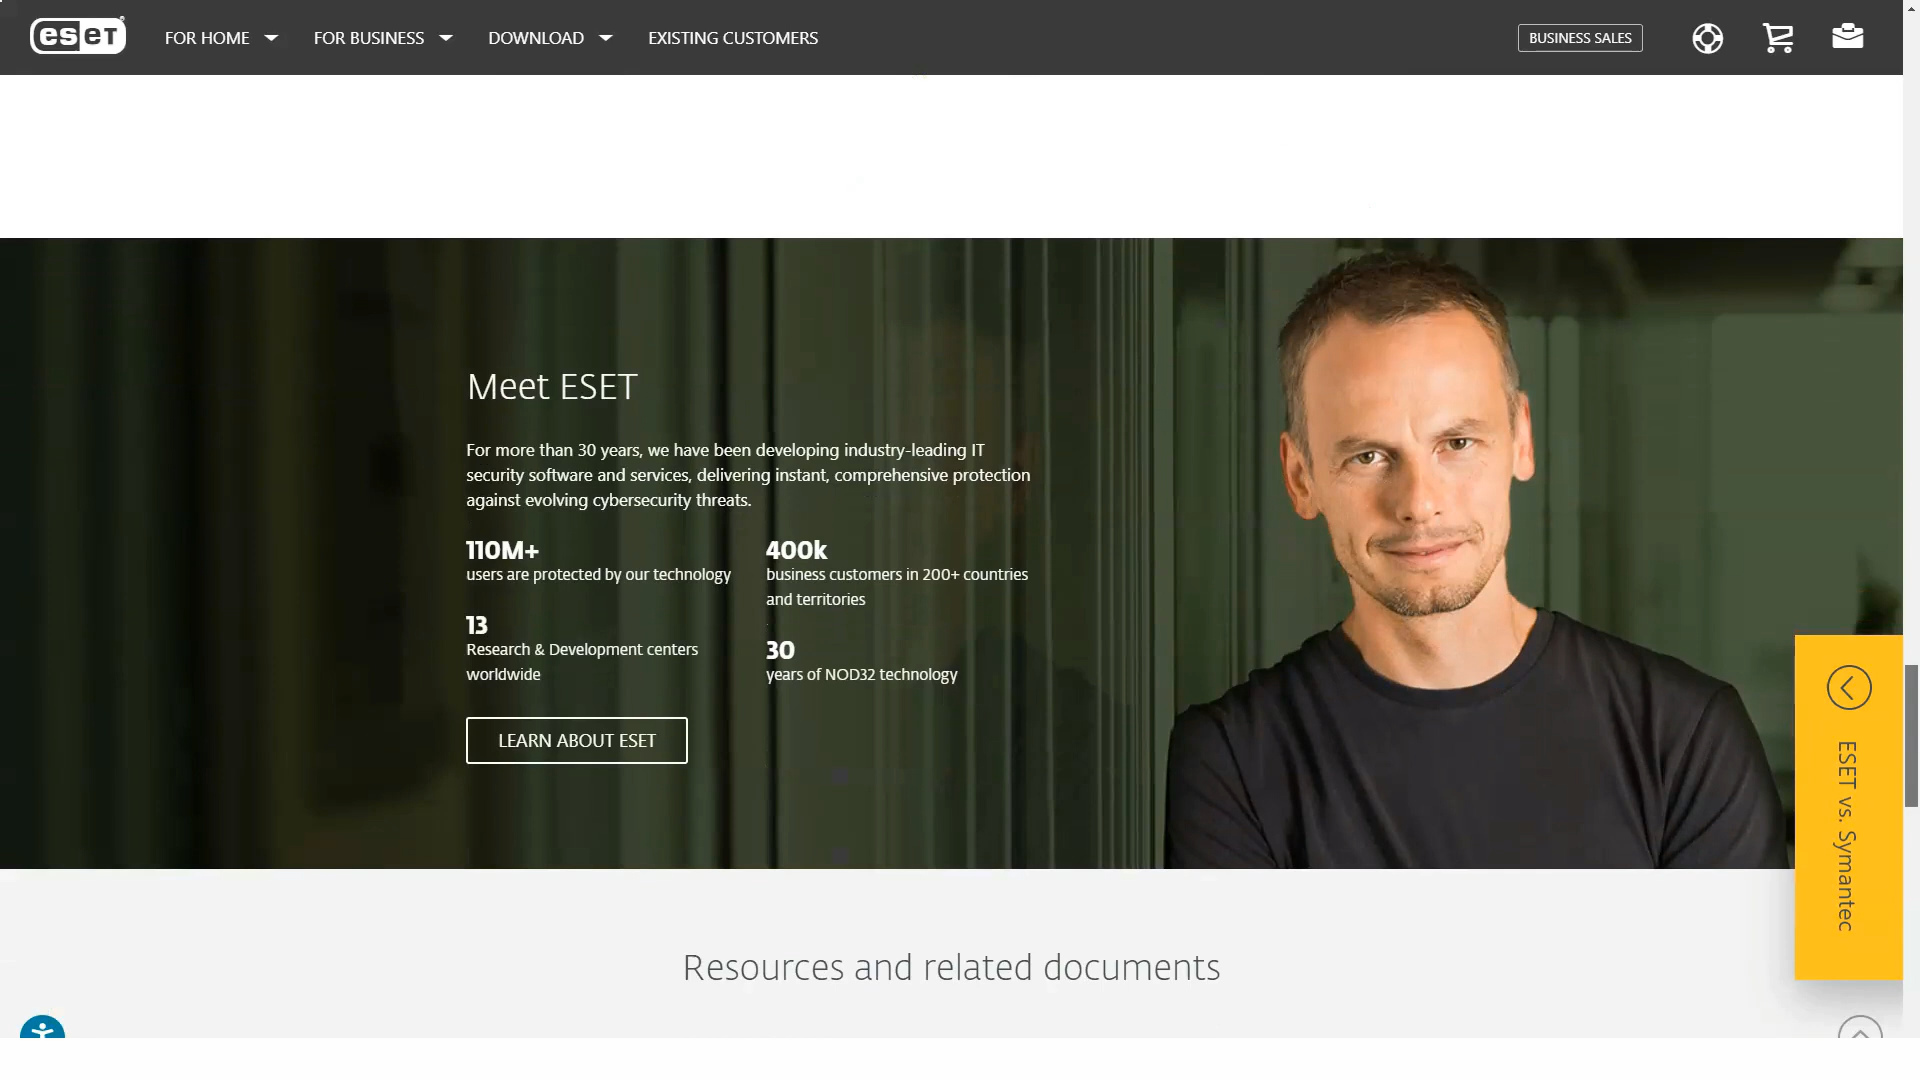 eseT
FOR HOME
FOR BUSINESS
DOWNLOAD
EXISTING CUSTOMERS
BUSINESS SALES
Meet ESET
For more than 30 years, we have been developing industry-leading IT
security software and services, delivering instant, comprehensive protection
against evolving cybersecurity threats.
110M+
users are protected by our technology
400k
business customers in 200+ countries
and territories
13
Research & Development centers
worldwide
30
years of NOD32 technology
LEARN ABOUT ESET
ESET vs. Symantec
Resources and related documents